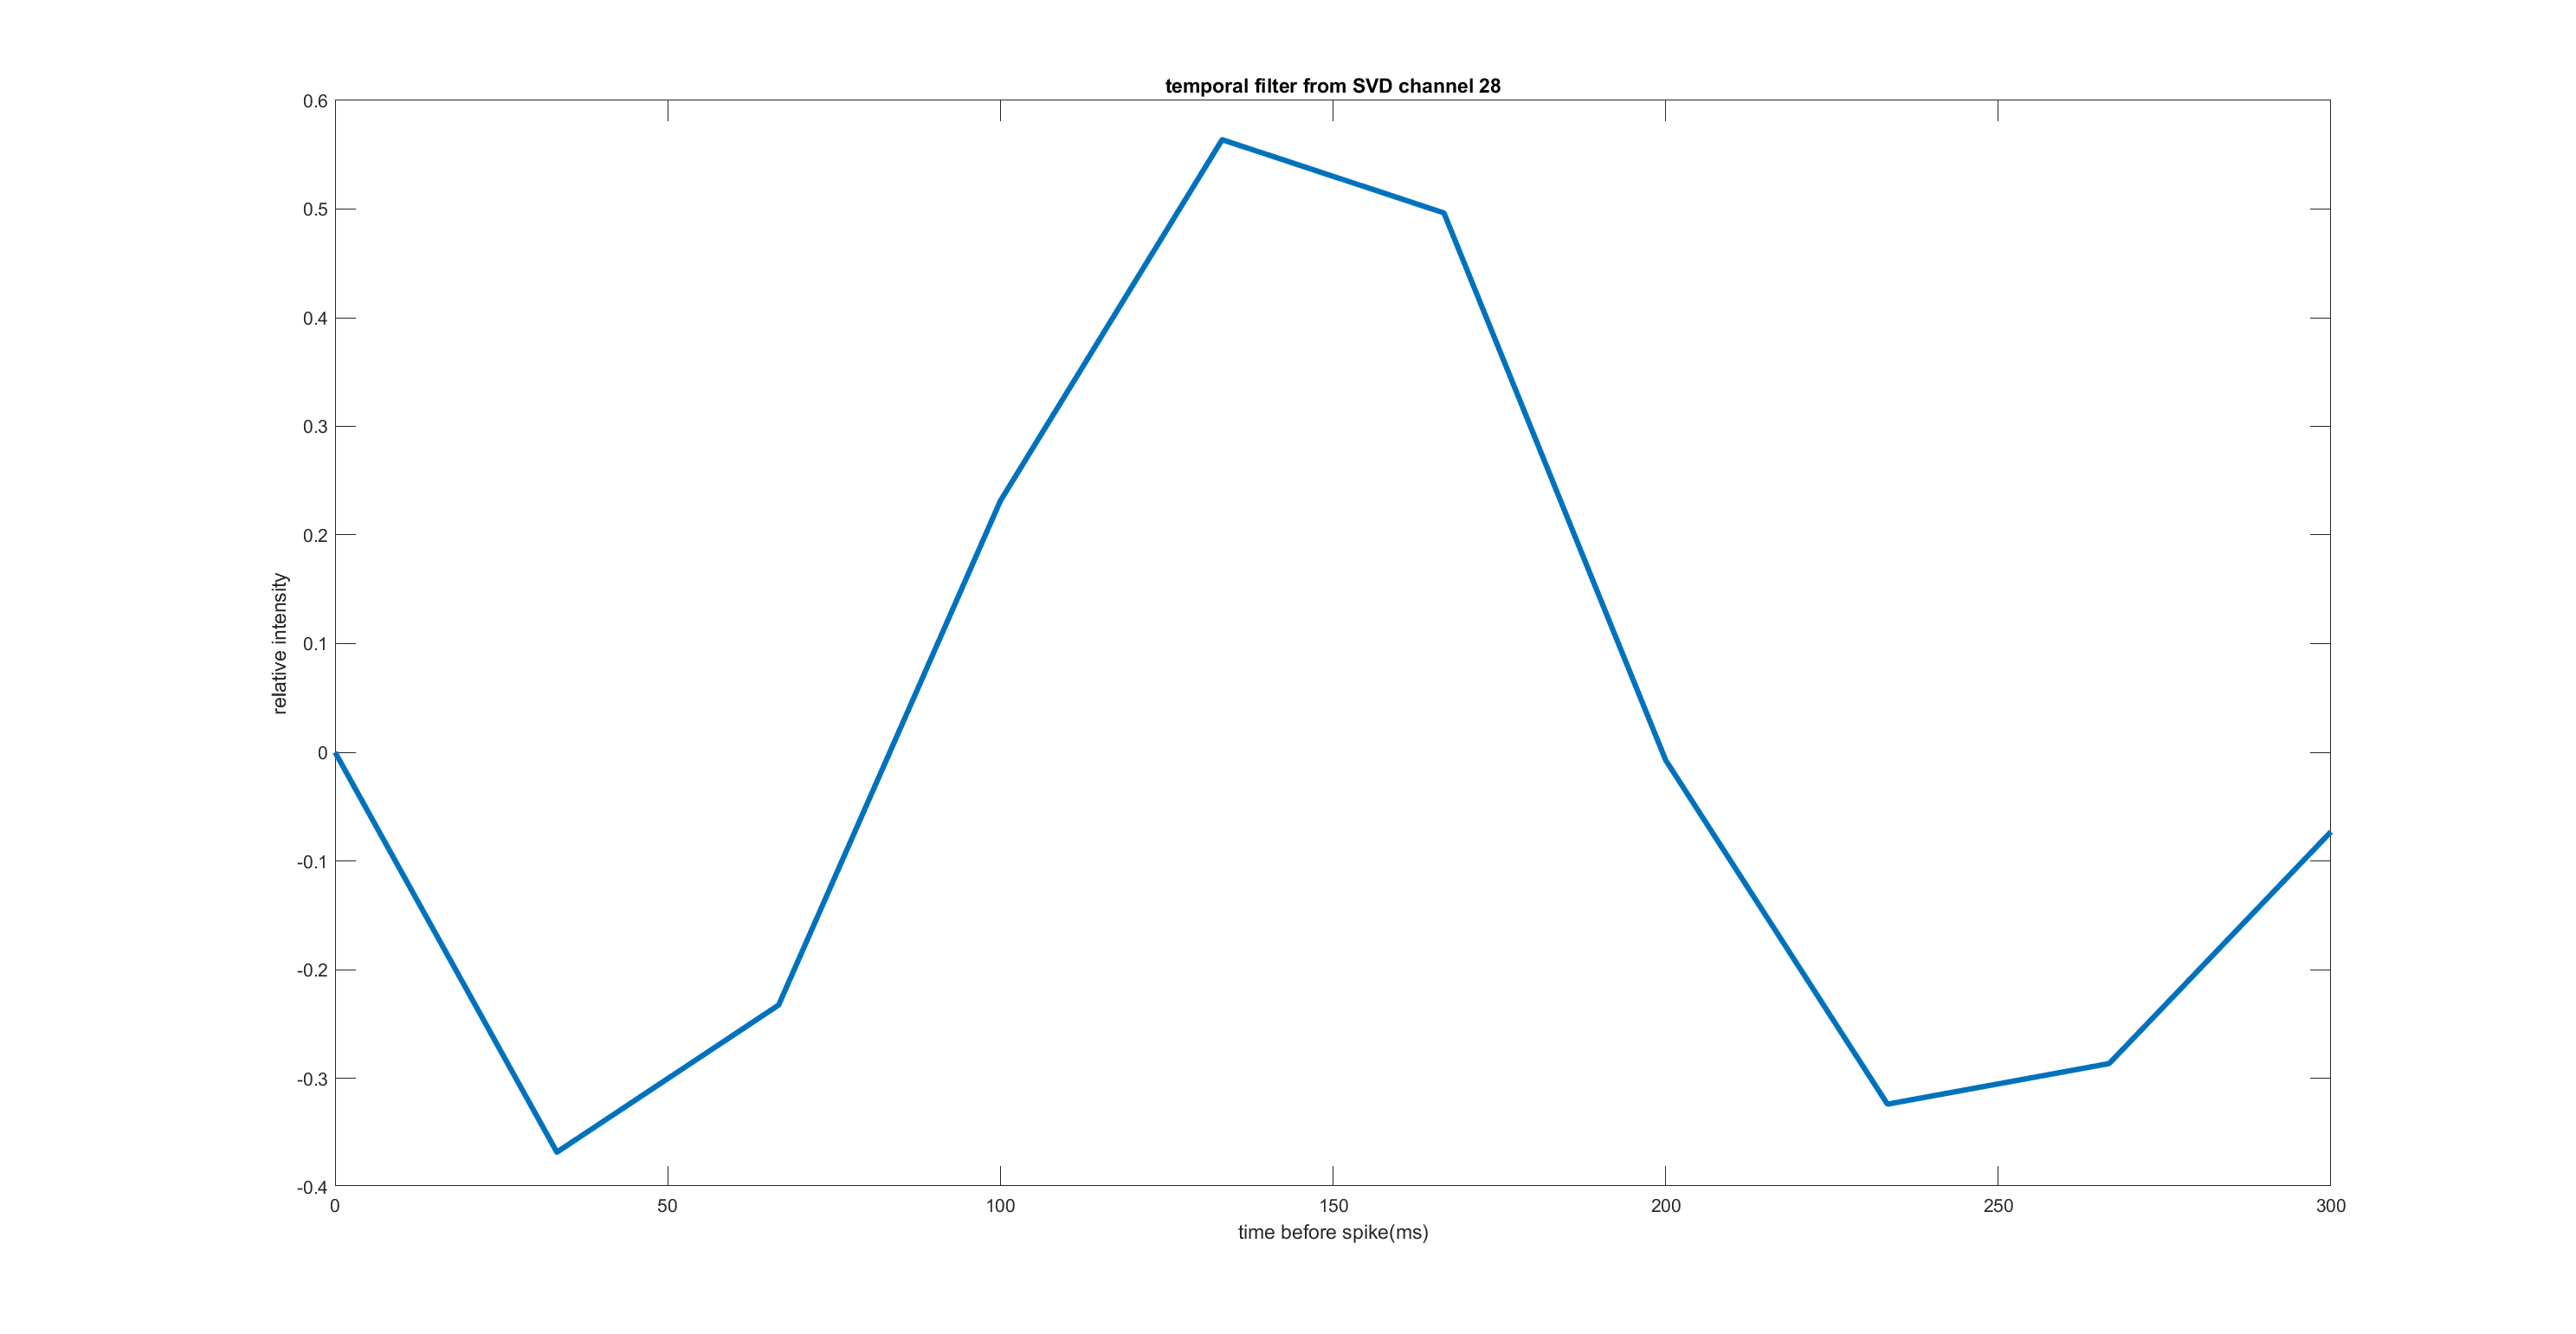 temporal filter from SVD channel 28
0.6
0.5
0.4
0.3
0.2
0.1
0
-0.1
-0.2
-0.3
-0.4
relative intensity
0 50 100 150 200 250 300
time before spike(ms)